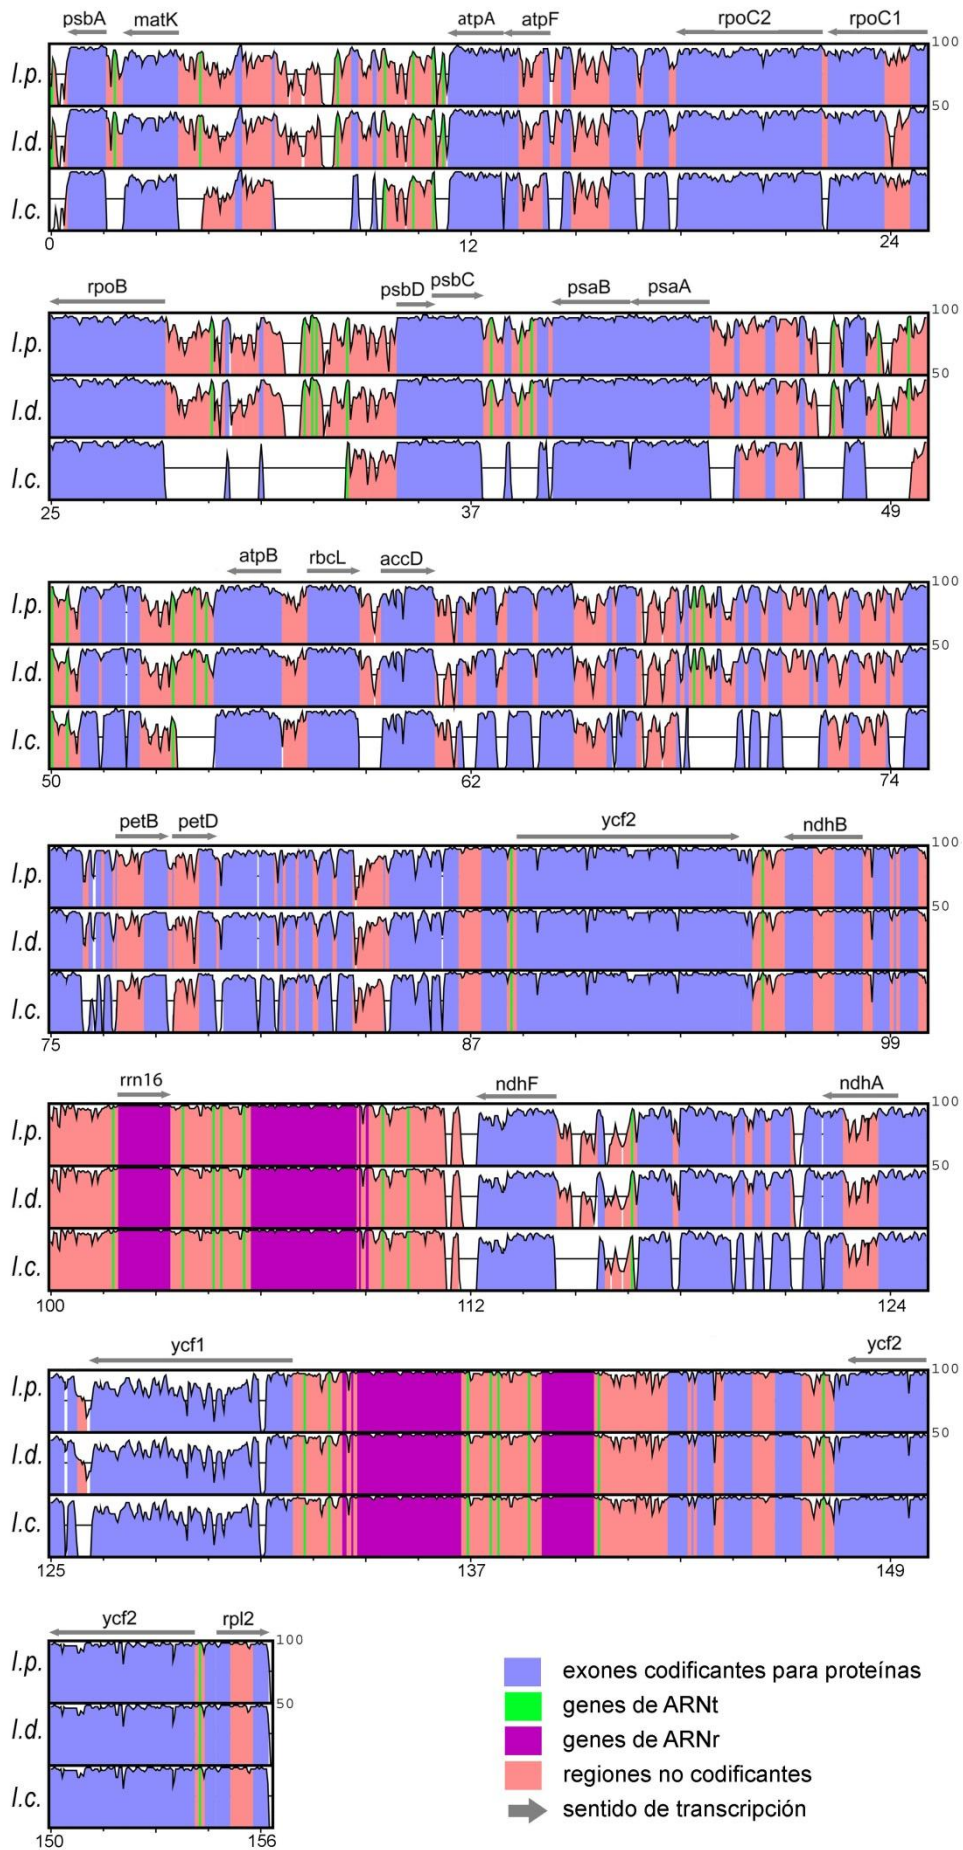 psbA matK atpA atpF rpoC2 rpoC1
100
I.p.
50
I.d.
I.c.
0 12 24
rpoB psbD psbC psaB psaA
100
I.p.
50
I.d.
I.c.
25 37 49
atpB rbcL accD
100
I.p.
50
I.d.
I.c.
50 62 74
petB petD ycf2 ndhB
100
I.p.
50
I.d.
I.c.
75 87 99
rrn16 ndhF ndhA
100
I.p.
50
I.d.
I.c.
100 112 124
ycf1 ycf2
100
I.p.
50
I.d.
I.c.
125 137 149
ycf2 rpl2
100
I.p.
50
I.d.
I.c.
150 156
exones codificantes para proteínas
genes de ARNt
genes de ARNr
regiones no codificantes
sentido de transcripción